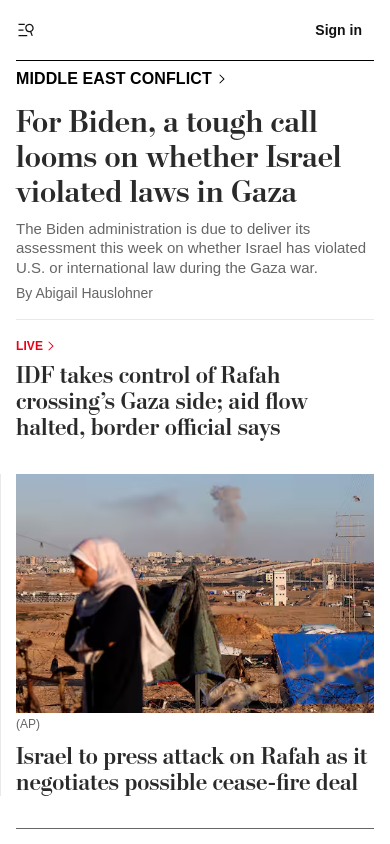 Sign in
MIDDLE EAST CONFLICT
For Biden, a tough call
looms on whether Israel
violated laws in Gaza
The Biden administration is due to deliver its
assessment this week on whether Israel has violated
U.S. or international law during the Gaza war.
By Abigail Hauslohner
LIVE
IDF takes control of Rafah
crossing’s Gaza side; aid flow
halted, border official says
(AP)
Israel to press attack on Rafah as it
negotiates possible cease-fire deal